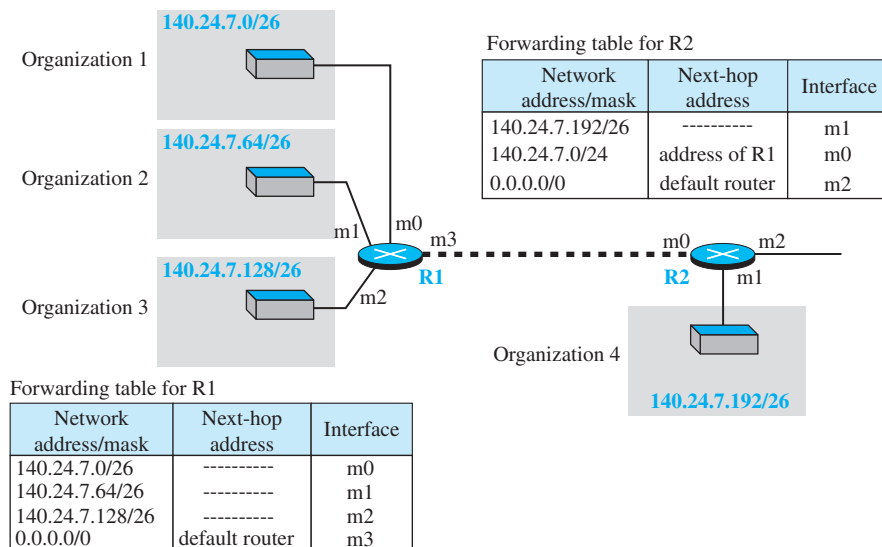 140.24.7.0/26
Organization 1
140.24.7.64/26
Organization 2
140.24.7.128/26
Organization 3
m0
m1
m2
m3
R1
Forwarding table for R2
Network address/mask Next-hop address Interface
140.24.7.192/26 ---------- m1
140.24.7.0/24 address of R1 m0
0.0.0.0/0 default router m2
m0
m2
R2
m1
Organization 4
140.24.7.192/26
Forwarding table for R1
Network address/mask Next-hop address Interface
140.24.7.0/26 ---------- m0
140.24.7.64/26 ---------- m1
140.24.7.128/26 ---------- m2
0.0.0.0/0 default router m3